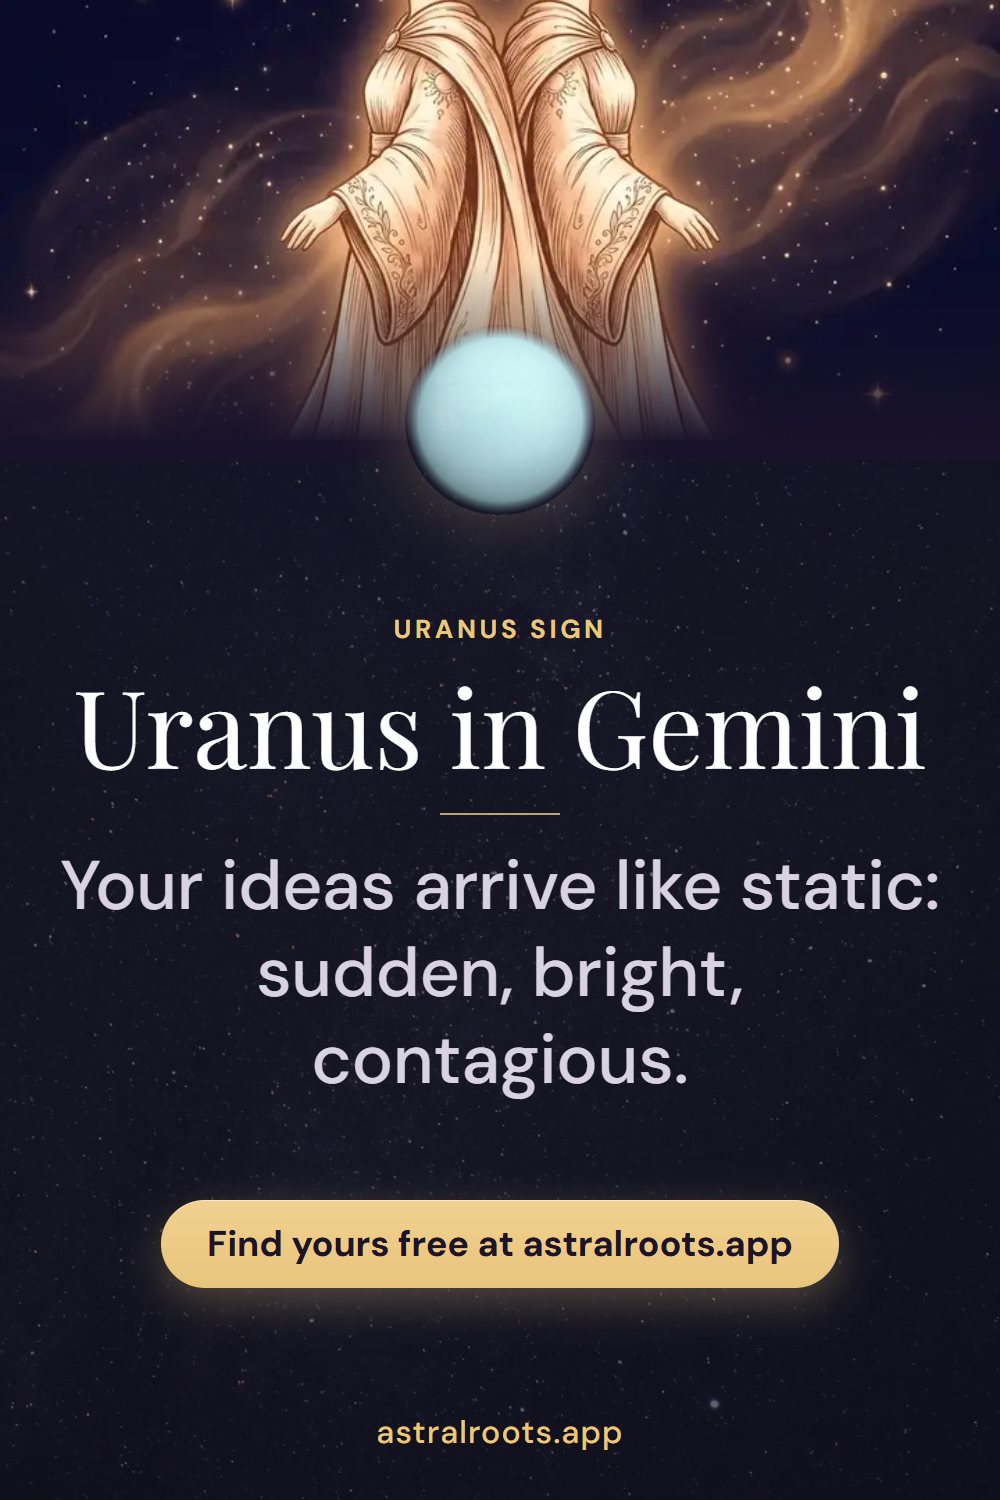 URANUS SIGN
Uranus in Gemini
Your ideas arrive like static:
sudden, bright,
contagious.
Find yours free at astralroots.app
astralroots.app